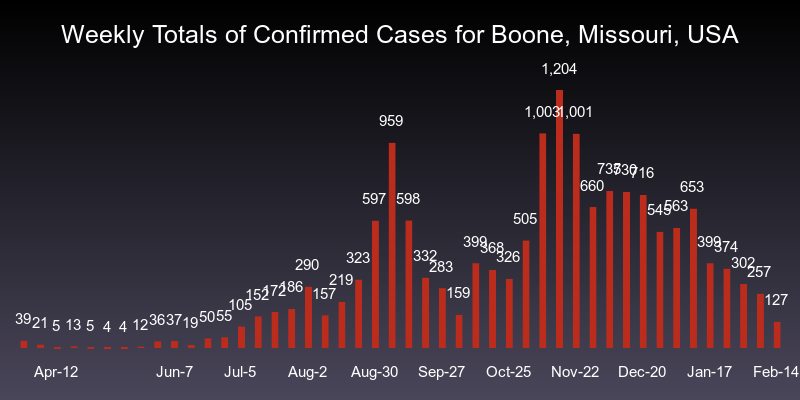 Weekly Totals of Confirmed Cases for Boone, Missouri, USA
39 21 5 13 5 4 4 12 36 37 19 50 55 105 152 172 186 290 157 219 323 597 959 598 332 283 159 399 368 326 505 1,003 1,204 1,001 660 735 730 716 545 563 653 399 374 302 257 127
Apr-12 Jun-7 Jul-5 Aug-2 Aug-30 Sep-27 Oct-25 Nov-22 Dec-20 Jan-17 Feb-14